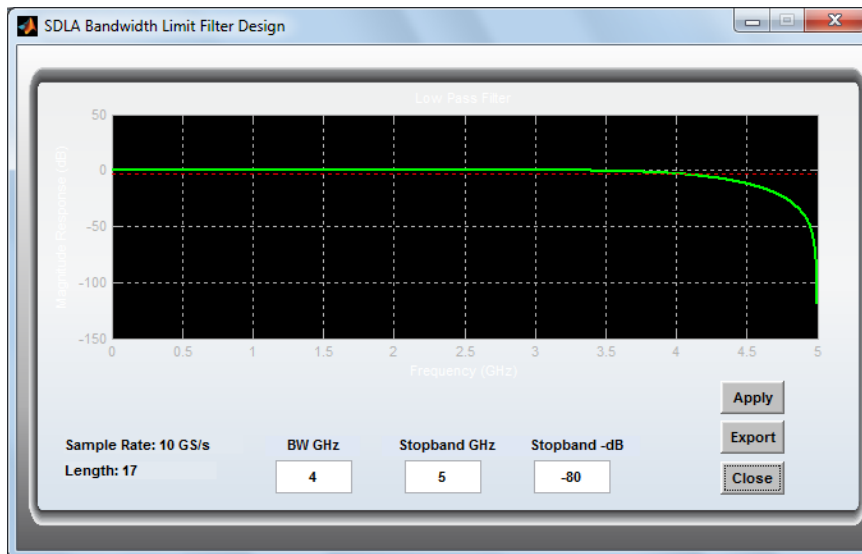 SDLA Bandwidth Limit Filter Design
Low Pass Filter
Magnitude Response (dB)
50
0
-50
-100
-150
0 0.5 1 1.5 2 2.5 3 3.5 4 4.5 5
Frequency (GHz)
Apply
Sample Rate: 10 GS/s BW GHz Stopband GHz Stopband -dB Export
Length: 17 4 5 -80 Close